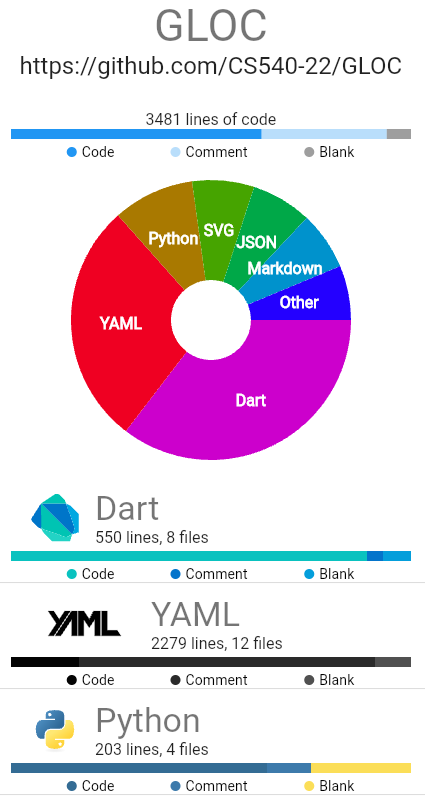 GLOC
https://github.com/CS540-22/GLOC
3481 lines of code
Code Comment Blank
Python SVG JSON
Markdown
Other
YAML
Dart
Dart
550 lines, 8 files
Code Comment Blank
YAML
YAML
2279 lines, 12 files
Code Comment Blank
Python
203 lines, 4 files
Code Comment Blank